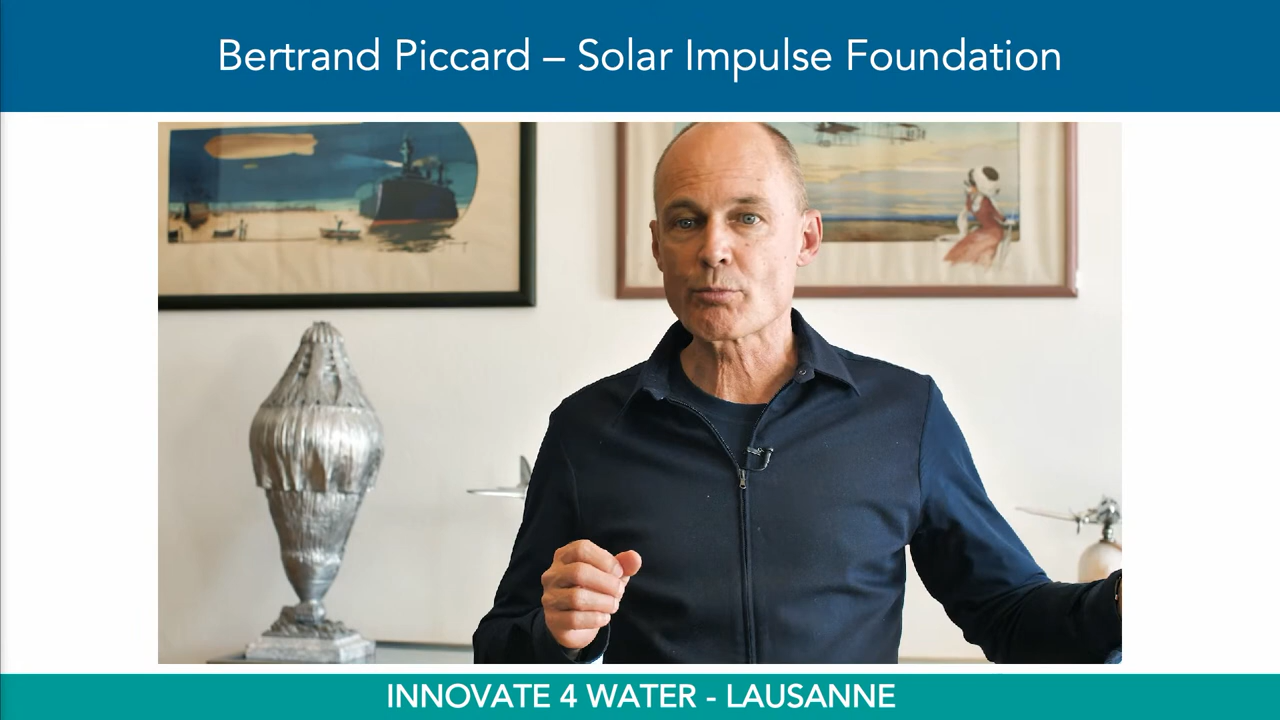 Bertrand Piccard – Solar Impulse Foundation
INNOVATE 4 WATER - LAUSANNE